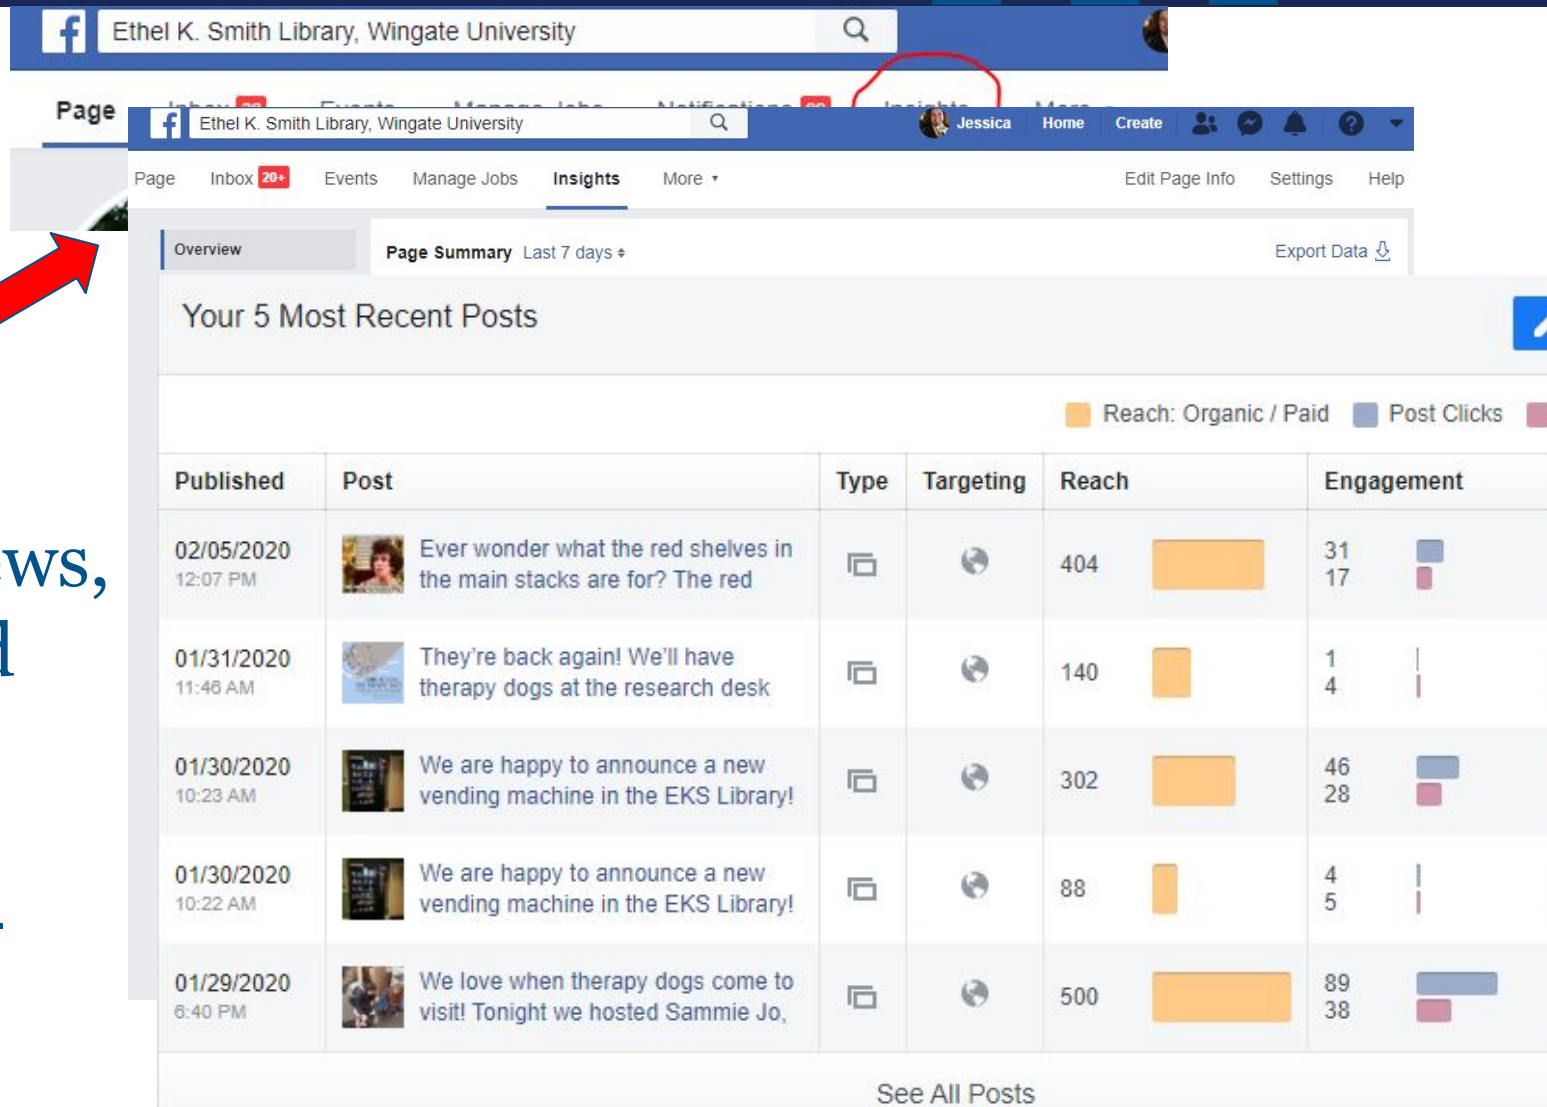 Ethel K. Smith Library, Wingate University
Page Inbox Events Manage Jobs Notifications Insights More
Ethel K. Smith Library, Wingate University
Jessica Home Create
Page Inbox 20+ Events Manage Jobs Insights More
Edit Page Info Settings Help
Overview
Page Summary Last 7 days
Export Data
Your 5 Most Recent Posts
Reach: Organic / Paid Post Clicks
Published Post Type Targeting Reach Engagement
02/05/2020 Ever wonder what the red shelves in 31
12:07 PM the main stacks are for? The red 404 17
01/31/2020 They're back again! We'll have 1
11:46 AM therapy dogs at the research desk 140 4
01/30/2020 We are happy to announce a new 46
10:23 AM vending machine in the EKS Library! 302 28
01/30/2020 We are happy to announce a new 4
10:22 AM vending machine in the EKS Library! 88 5
01/29/2020 We love when therapy dogs come to 89
6:40 PM visit! Tonight we hosted Sammie Jo, 500 38
See All Posts